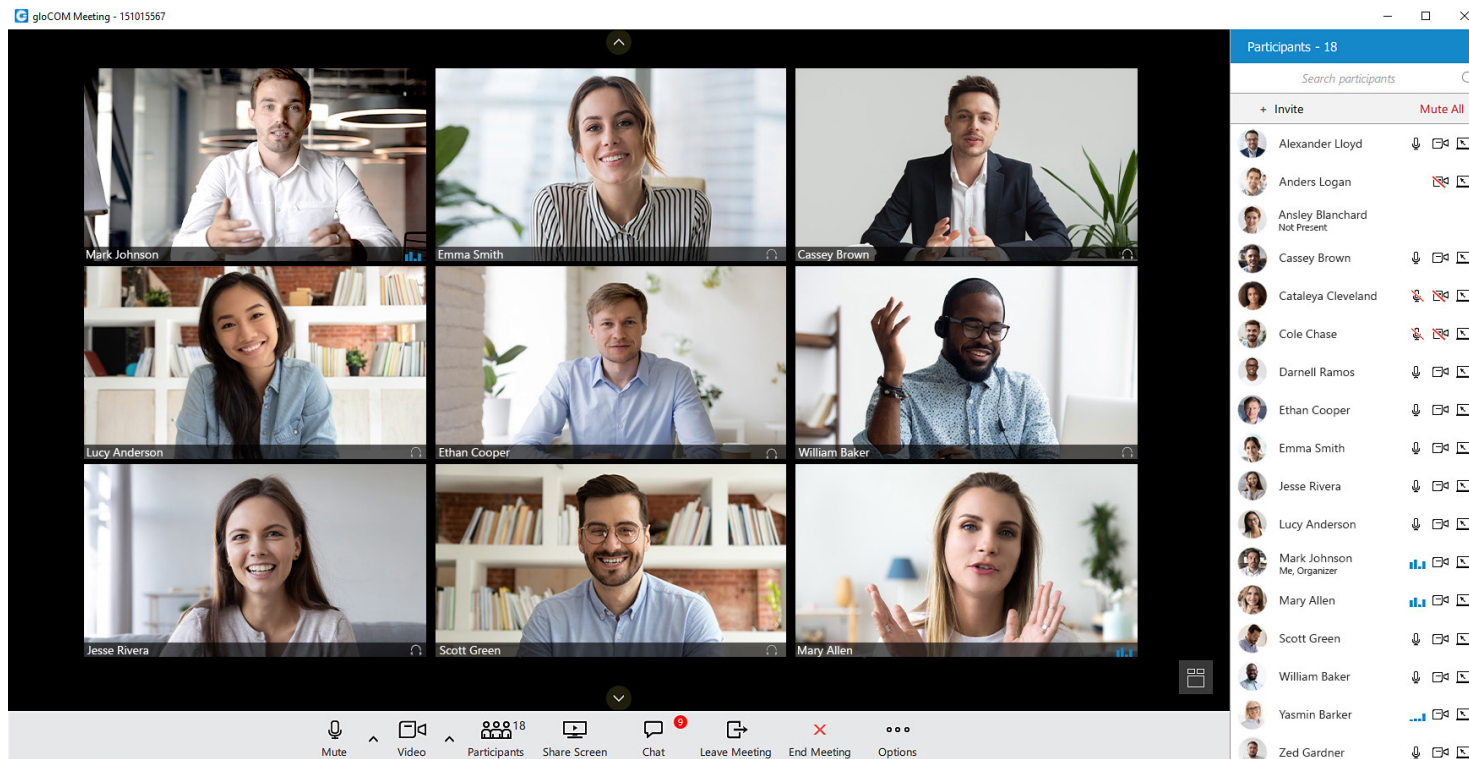 gloCOM Meeting - 151015567
Mark Johnson
Emma Smith
Cassey Brown
Lucy Anderson
Ethan Cooper
William Baker
Jesse Rivera
Scott Green
Mary Allen
Mute
Video
18
Participants
Share Screen
9
Chat
Leave Meeting
End Meeting
Options
Participants - 18
Search participants
+ Invite Mute All
Alexander Lloyd
Anders Logan
Ansley Blanchard
Not Present
Cassey Brown
Cataleya Cleveland
Cole Chase
Darnell Ramos
Ethan Cooper
Emma Smith
Jesse Rivera
Lucy Anderson
Mark Johnson
Me, Organizer
Mary Allen
Scott Green
William Baker
Yasmin Barker
Zed Gardner